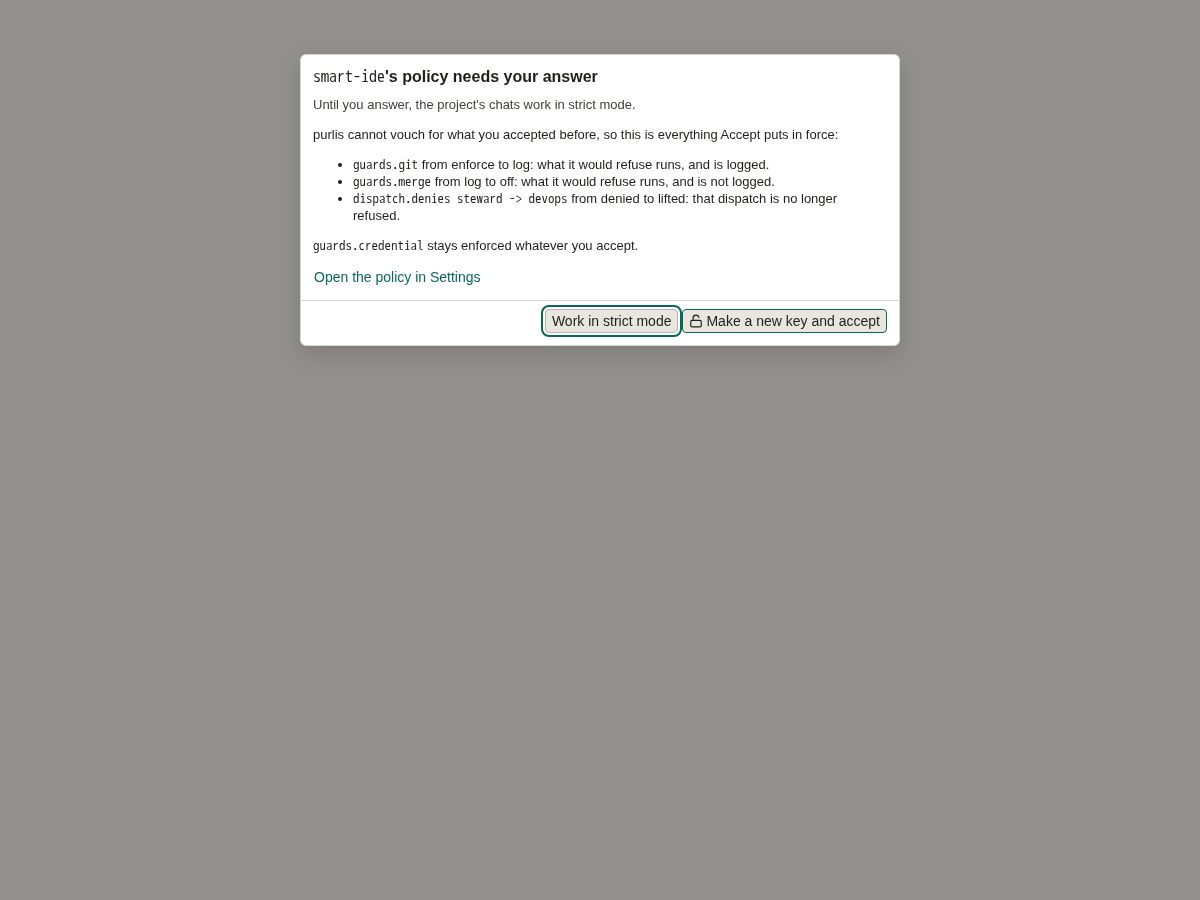 smart-ide's policy needs your answer
Until you answer, the project's chats work in strict mode.
purlis cannot vouch for what you accepted before, so this is everything Accept puts in force:
• guards.git from enforce to log: what it would refuse runs, and is logged.
• guards.merge from log to off: what it would refuse runs, and is not logged.
• dispatch.denies steward -> devops from denied to lifted: that dispatch is no longer
refused.
guards.credential stays enforced whatever you accept.
Open the policy in Settings
Work in strict mode
Make a new key and accept